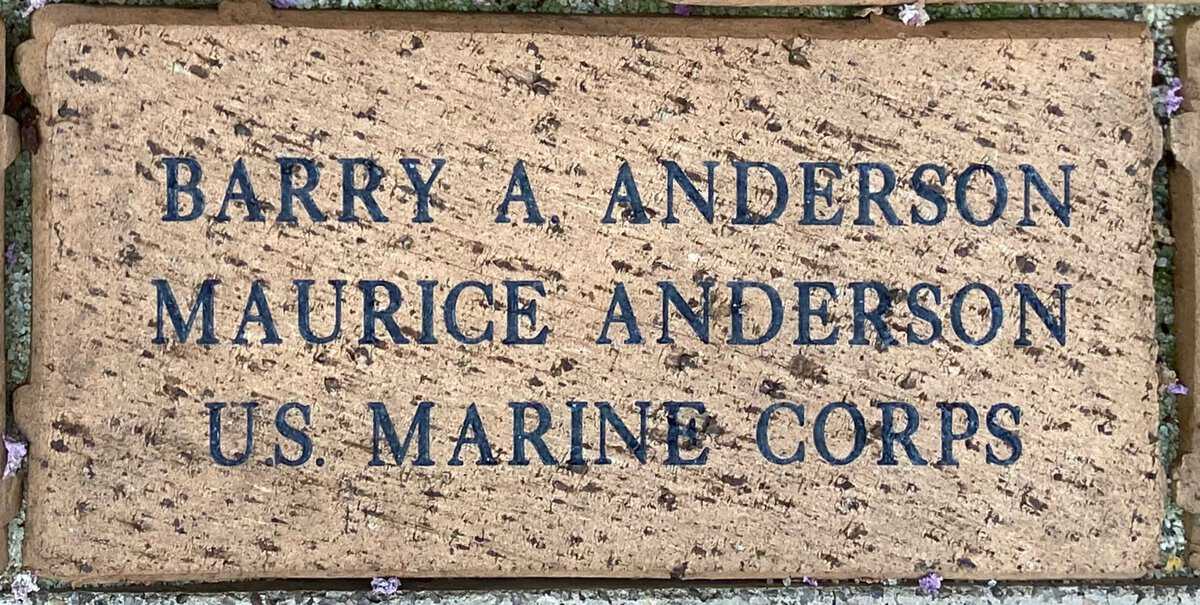 BARRY A. ANDERSON
MAURICE ANDERSON
U.S. MARINE CORPS